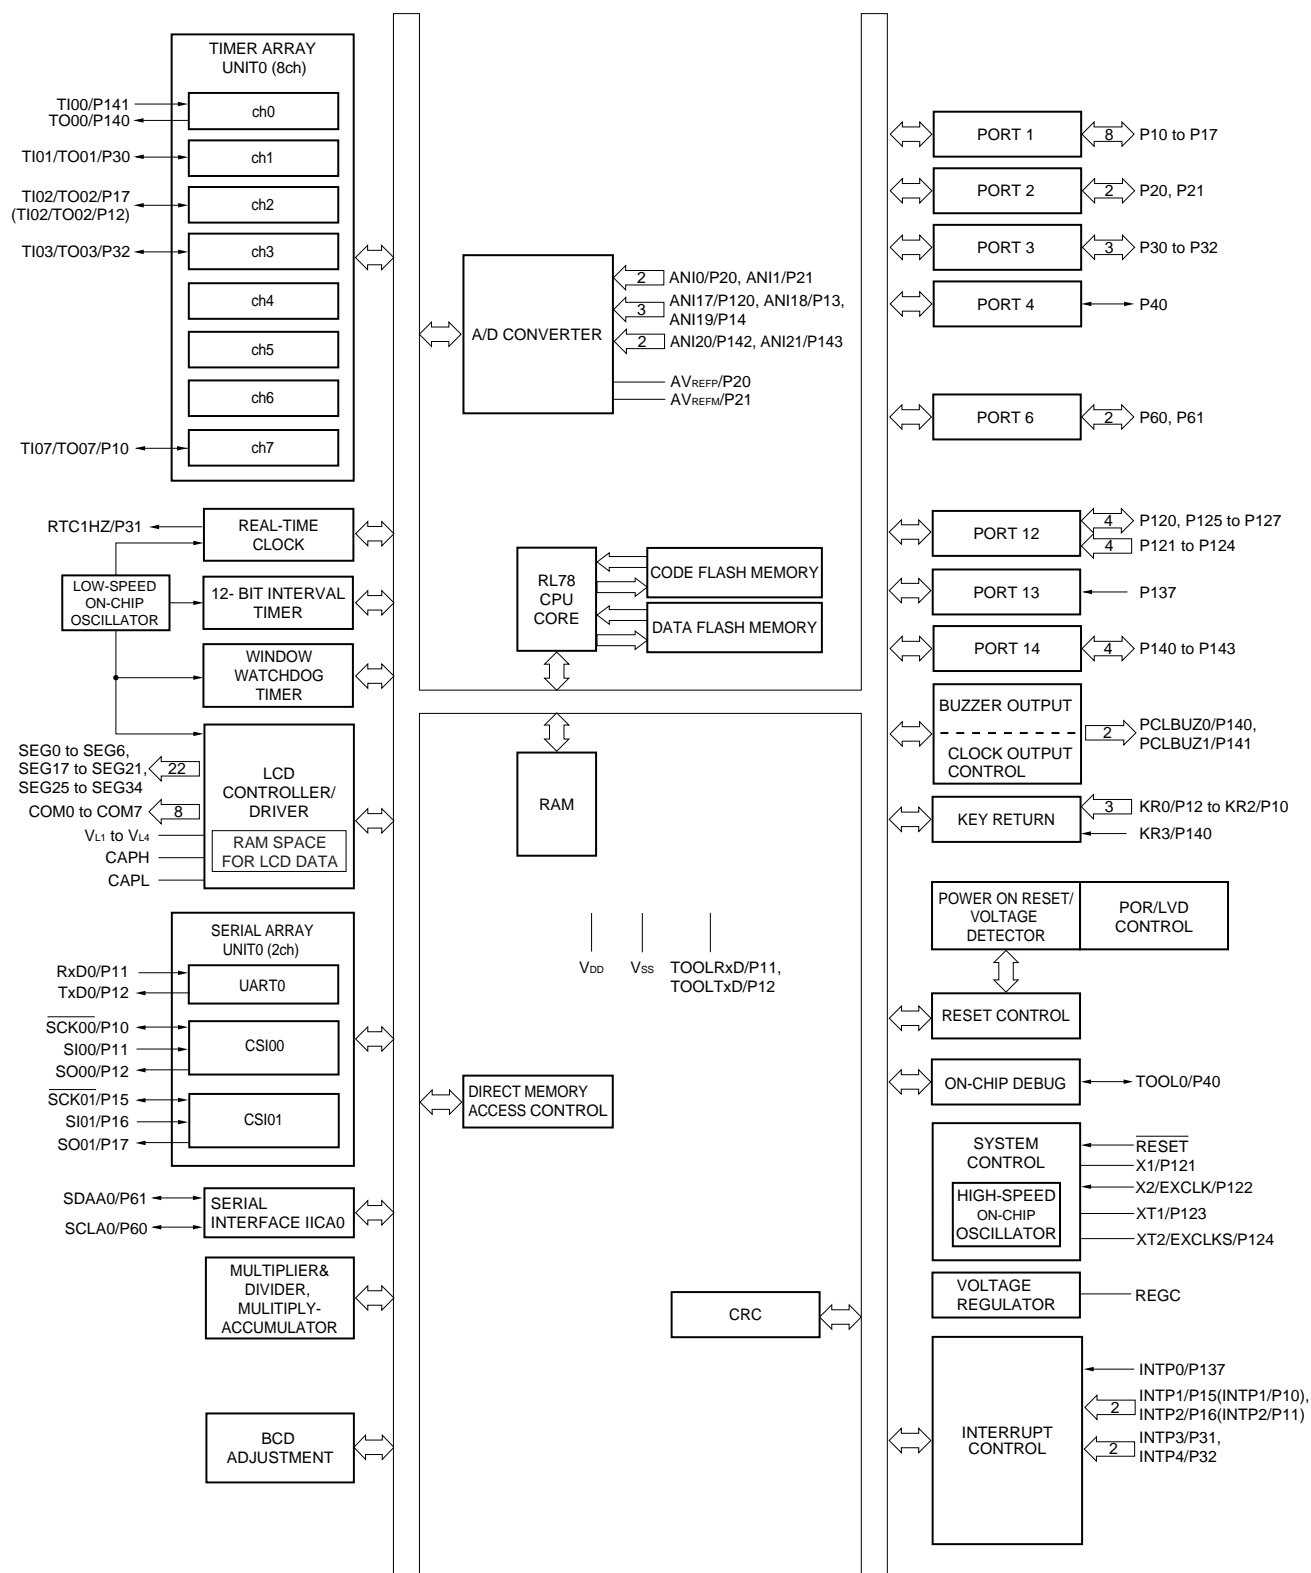 TIMER ARRAY
UNIT0 (8ch)
TI00/P141
TO00/P140
ch0
TI01/TO01/P30
ch1
TI02/TO02/P17
(TI02/TO02/P12)
ch2
TI03/TO03/P32
ch3
ch4
ch5
ch6
TI07/TO07/P10
ch7
RTC1HZ/P31
REAL-TIME
CLOCK
LOW-SPEED
ON-CHIP
OSCILLATOR
12- BIT INTERVAL
TIMER
WINDOW
WATCHDOG
TIMER
SEG0 to SEG6,
SEG17 to SEG21,
SEG25 to SEG34
22
COM0 to COM7
8
VL1 to VL4
CAPH
CAPL
LCD
CONTROLLER/
DRIVER
RAM SPACE
FOR LCD DATA
SERIAL ARRAY
UNIT0 (2ch)
RxD0/P11
TxD0/P12
UART0
SCK00/P10
SI00/P11
SO00/P12
CSI00
SCK01/P15
SI01/P16
SO01/P17
CSI01
SDAA0/P61
SCLA0/P60
SERIAL
INTERFACE IICA0
MULTIPLIER&
DIVIDER,
MULITIPLY-
ACCUMULATOR
BCD
ADJUSTMENT
A/D CONVERTER
2
ANI0/P20, ANI1/P21
3
ANI17/P120, ANI18/P13,
ANI19/P14
2
ANI20/P142, ANI21/P143
AVREFP/P20
AVREFM/P21
RL78
CPU
CORE
CODE FLASH MEMORY
DATA FLASH MEMORY
RAM
VDD
VSS
TOOLRxD/P11,
TOOLTxD/P12
DIRECT MEMORY
ACCESS CONTROL
CRC
PORT 1
8
P10 to P17
PORT 2
2
P20, P21
PORT 3
3
P30 to P32
PORT 4
P40
PORT 6
2
P60, P61
PORT 12
4
P120, P125 to P127
4
P121 to P124
PORT 13
P137
PORT 14
4
P140 to P143
BUZZER OUTPUT
CLOCK OUTPUT
CONTROL
2
PCLBUZ0/P140,
PCLBUZ1/P141
KEY RETURN
3
KR0/P12 to KR2/P10
KR3/P140
POWER ON RESET/
VOLTAGE
DETECTOR
POR/LVD
CONTROL
RESET CONTROL
ON-CHIP DEBUG
TOOL0/P40
SYSTEM
CONTROL
HIGH-SPEED
ON-CHIP
OSCILLATOR
RESET
X1/P121
X2/EXCLK/P122
XT1/P123
XT2/EXCLKS/P124
VOLTAGE
REGULATOR
REGC
INTERRUPT
CONTROL
INTP0/P137
2
INTP1/P15(INTP1/P10),
INTP2/P16(INTP2/P11)
2
INTP3/P31,
INTP4/P32